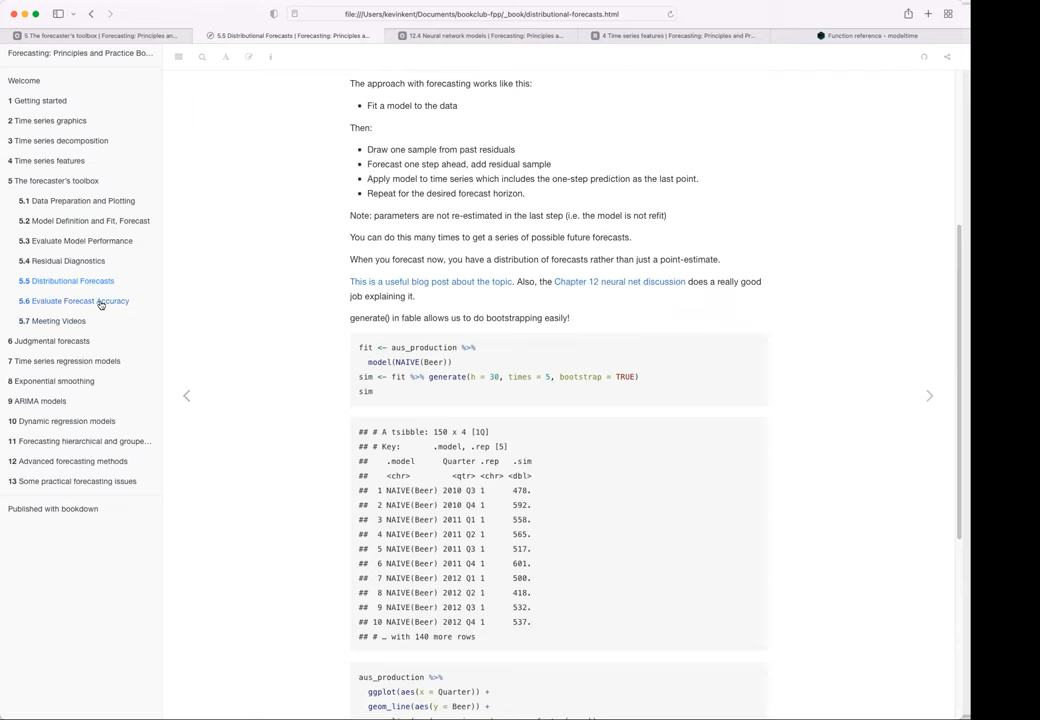 file:///Users/kevinkent/Documents/bookclub-fpp/_book/distributional-forecasts.html
5 The forecaster's toolbox | Forecasting: Principles an...
5.5 Distributional Forecasts | Forecasting: Principles a...
12.4 Neural network models | Forecasting: Principles a...
4 Time series features | Forecasting: Principles and Pr...
Function reference - modeltime
Forecasting: Principles and Practice Bo...
Welcome
1 Getting started
2 Time series graphics
3 Time series decomposition
4 Time series features
5 The forecaster's toolbox
5.1 Data Preparation and Plotting
5.2 Model Definition and Fit, Forecast
5.3 Evaluate Model Performance
5.4 Residual Diagnostics
5.5 Distributional Forecasts
5.6 Evaluate Forecast Accuracy
5.7 Meeting Videos
6 Judgmental forecasts
7 Time series regression models
8 Exponential smoothing
9 ARIMA models
10 Dynamic regression models
11 Forecasting hierarchical and groupe...
12 Advanced forecasting methods
13 Some practical forecasting issues
Published with bookdown
The approach with forecasting works like this:
• Fit a model to the data
Then:
• Draw one sample from past residuals
• Forecast one step ahead, add residual sample
• Apply model to time series which includes the one-step prediction as the last point.
• Repeat for the desired forecast horizon.
Note: parameters are not re-estimated in the last step (i.e. the model is not refit)
You can do this many times to get a series of possible future forecasts.
When you forecast now, you have a distribution of forecasts rather than just a point-estimate.
This is a useful blog post about the topic. Also, the Chapter 12 neural net discussion does a really good
job explaining it.
generate() in fable allows us to do bootstrapping easily!
fit <- aus_production %>%
model(NAIVE(Beer))
sim <- fit %>% generate(h = 30, times = 5, bootstrap = TRUE)
sim
## # A tsibble: 150 x 4 [1Q]
## # Key: .model, .rep [5]
## .model Quarter .rep .sim
## <chr> <qtr> <chr> <dbl>
## 1 NAIVE(Beer) 2010 Q3 1 478.
## 2 NAIVE(Beer) 2010 Q4 1 592.
## 3 NAIVE(Beer) 2011 Q1 1 558.
## 4 NAIVE(Beer) 2011 Q2 1 565.
## 5 NAIVE(Beer) 2011 Q3 1 517.
## 6 NAIVE(Beer) 2011 Q4 1 601.
## 7 NAIVE(Beer) 2012 Q1 1 500.
## 8 NAIVE(Beer) 2012 Q2 1 418.
## 9 NAIVE(Beer) 2012 Q3 1 532.
## 10 NAIVE(Beer) 2012 Q4 1 537.
## # … with 140 more rows
aus_production %>%
ggplot(aes(x = Quarter)) +
geom_line(aes(y = Beer)) +